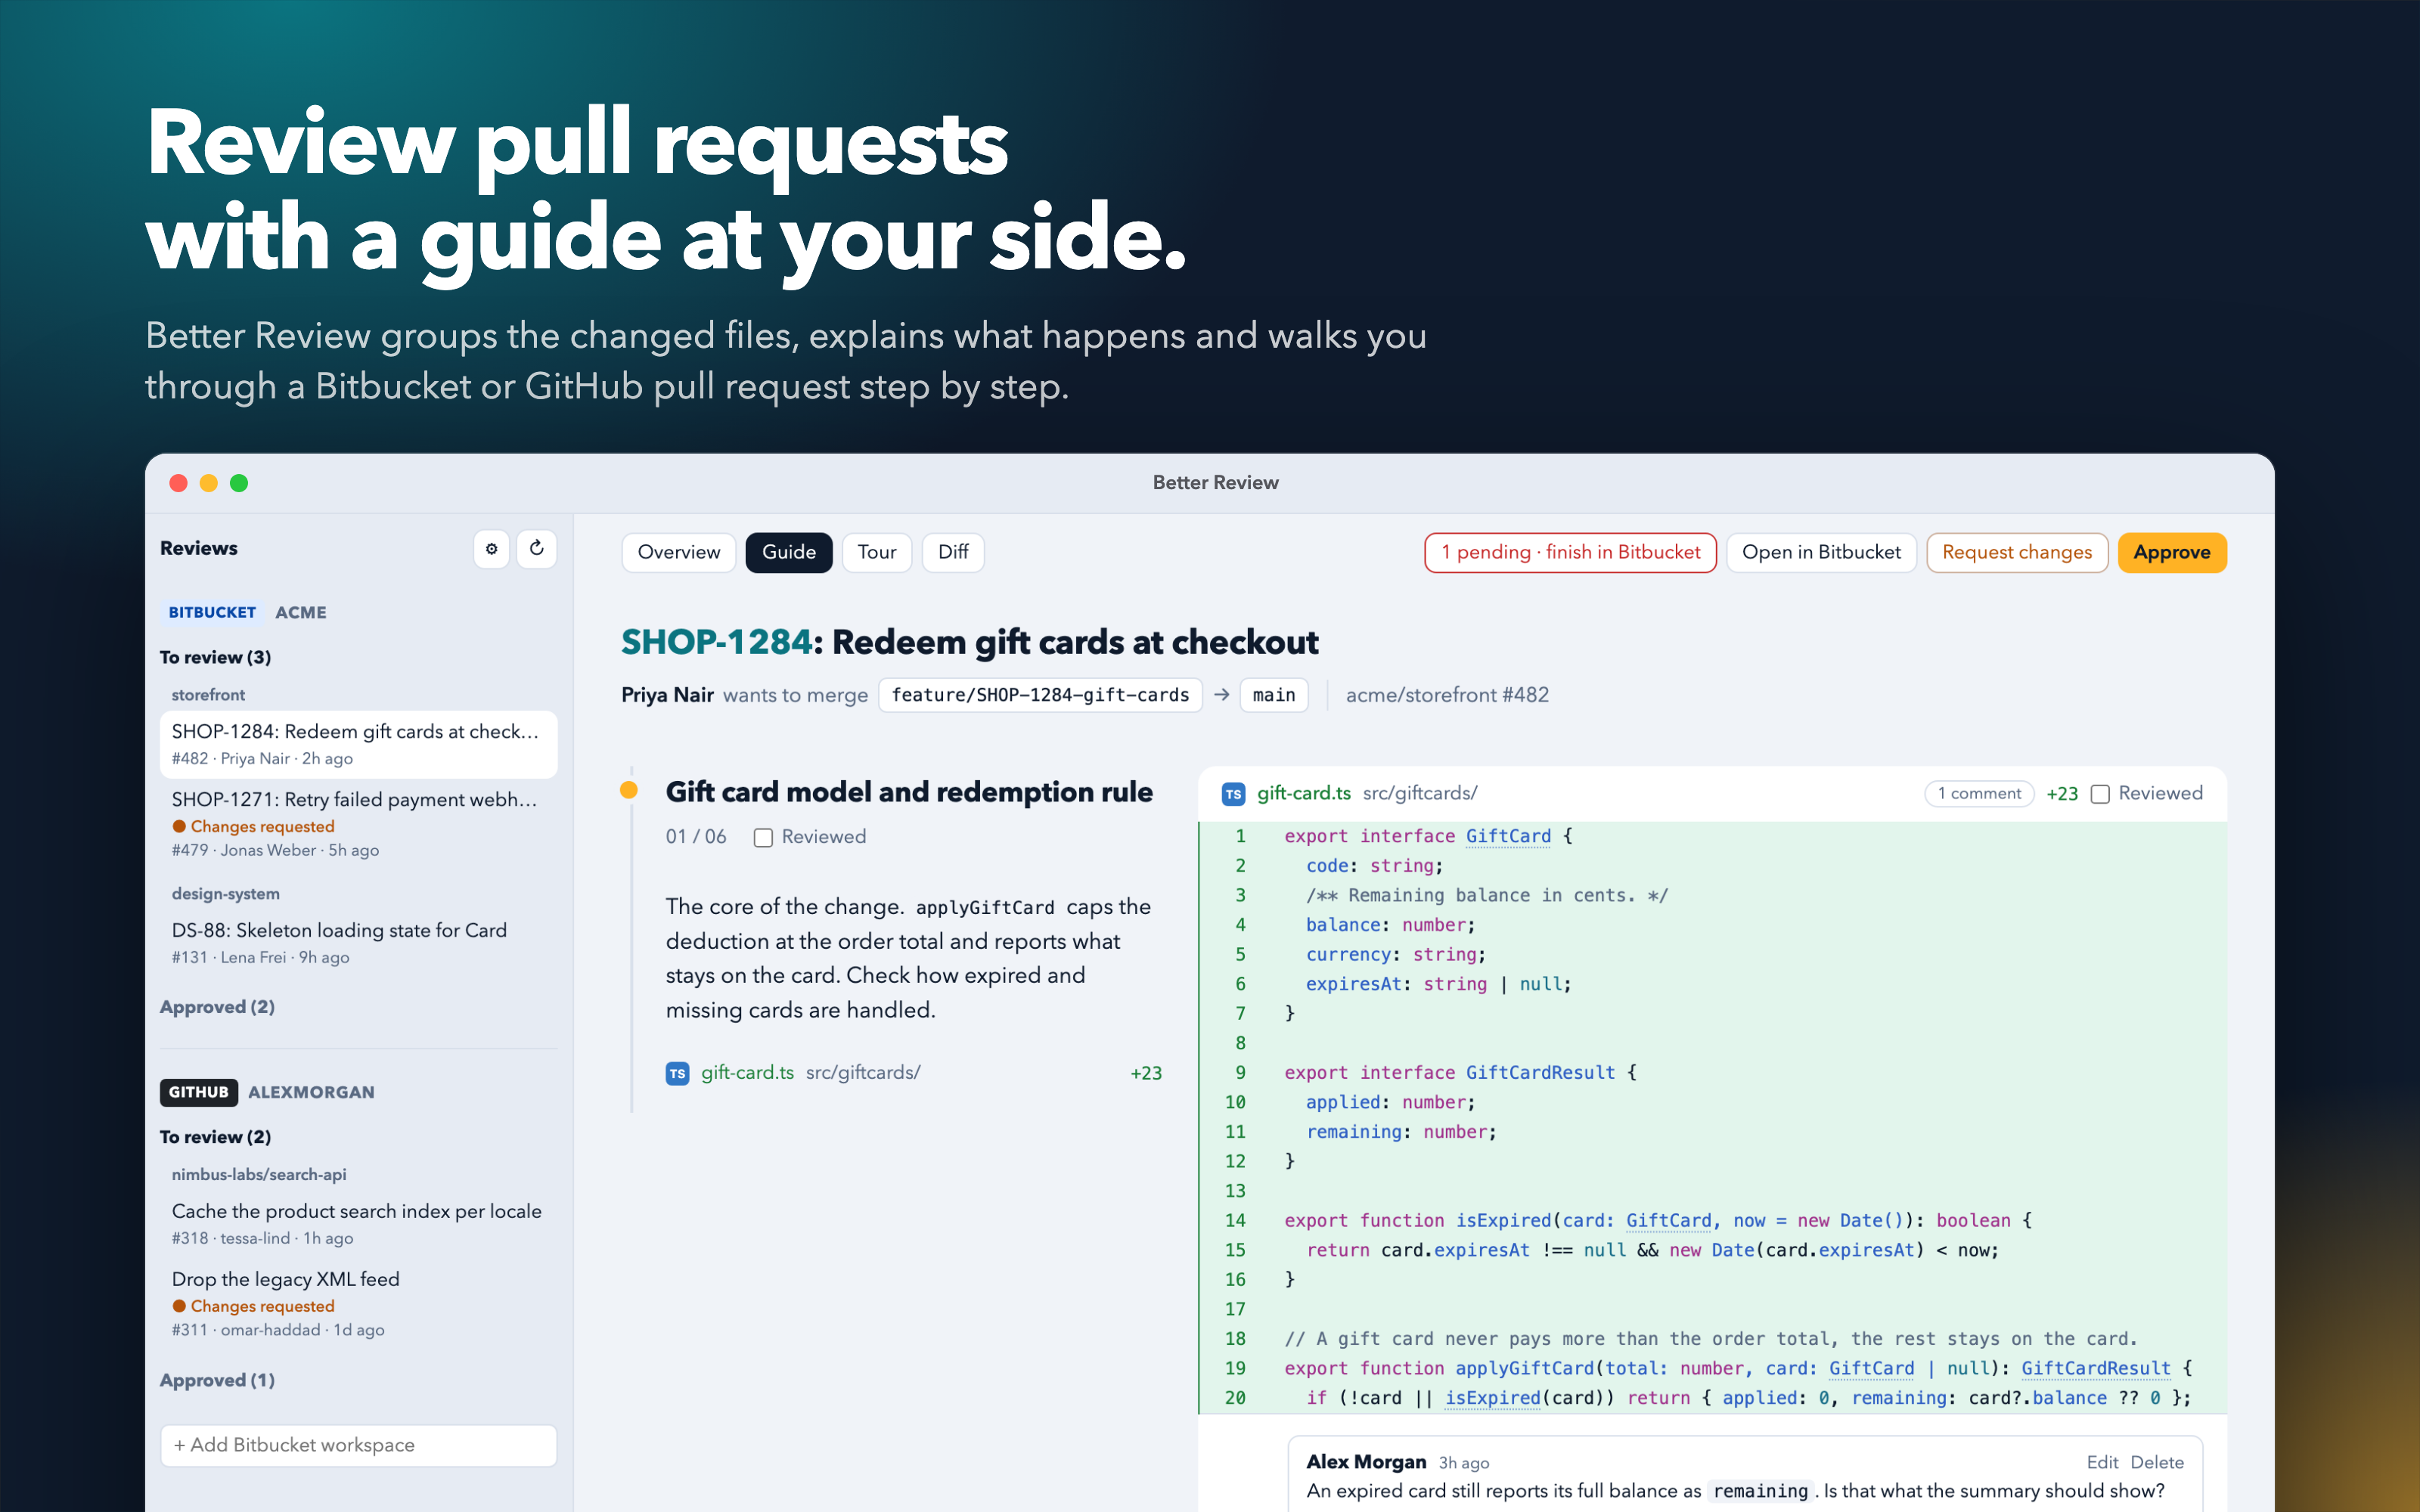 Review pull requests
with a guide at your side.
Better Review groups the changed files, explains what happens and walks you
through a Bitbucket or GitHub pull request step by step.
Better Review
Reviews
BITBUCKET ACME
To review (3)
storefront
SHOP-1284: Redeem gift cards at check…
#482 · Priya Nair · 2h ago
SHOP-1271: Retry failed payment webh…
Changes requested
#479 · Jonas Weber · 5h ago
design-system
DS-88: Skeleton loading state for Card
#131 · Lena Frei · 9h ago
Approved (2)
GITHUB ALEXMORGAN
To review (2)
nimbus-labs/search-api
Cache the product search index per locale
#318 · tessa-lind · 1h ago
Drop the legacy XML feed
Changes requested
#311 · omar-haddad · 1d ago
Approved (1)
+ Add Bitbucket workspace
Overview Guide Tour Diff
1 pending · finish in Bitbucket Open in Bitbucket Request changes Approve
SHOP-1284: Redeem gift cards at checkout
Priya Nair wants to merge feature/SHOP-1284-gift-cards → main acme/storefront #482
Gift card model and redemption rule
01 / 06 Reviewed
The core of the change. applyGiftCard caps the
deduction at the order total and reports what
stays on the card. Check how expired and
missing cards are handled.
TS gift-card.ts src/giftcards/ +23
TS gift-card.ts src/giftcards/ 1 comment +23 Reviewed
1 export interface GiftCard {
2 code: string;
3 /** Remaining balance in cents. */
4 balance: number;
5 currency: string;
6 expiresAt: string | null;
7 }
8
9 export interface GiftCardResult {
10 applied: number;
11 remaining: number;
12 }
13
14 export function isExpired(card: GiftCard, now = new Date()): boolean {
15 return card.expiresAt !== null && new Date(card.expiresAt) < now;
16 }
17
18 // A gift card never pays more than the order total, the rest stays on the card.
19 export function applyGiftCard(total: number, card: GiftCard | null): GiftCardResult {
20 if (!card || isExpired(card)) return { applied: 0, remaining: card?.balance ?? 0 };
Alex Morgan 3h ago Edit Delete
An expired card still reports its full balance as remaining. Is that what the summary should show?